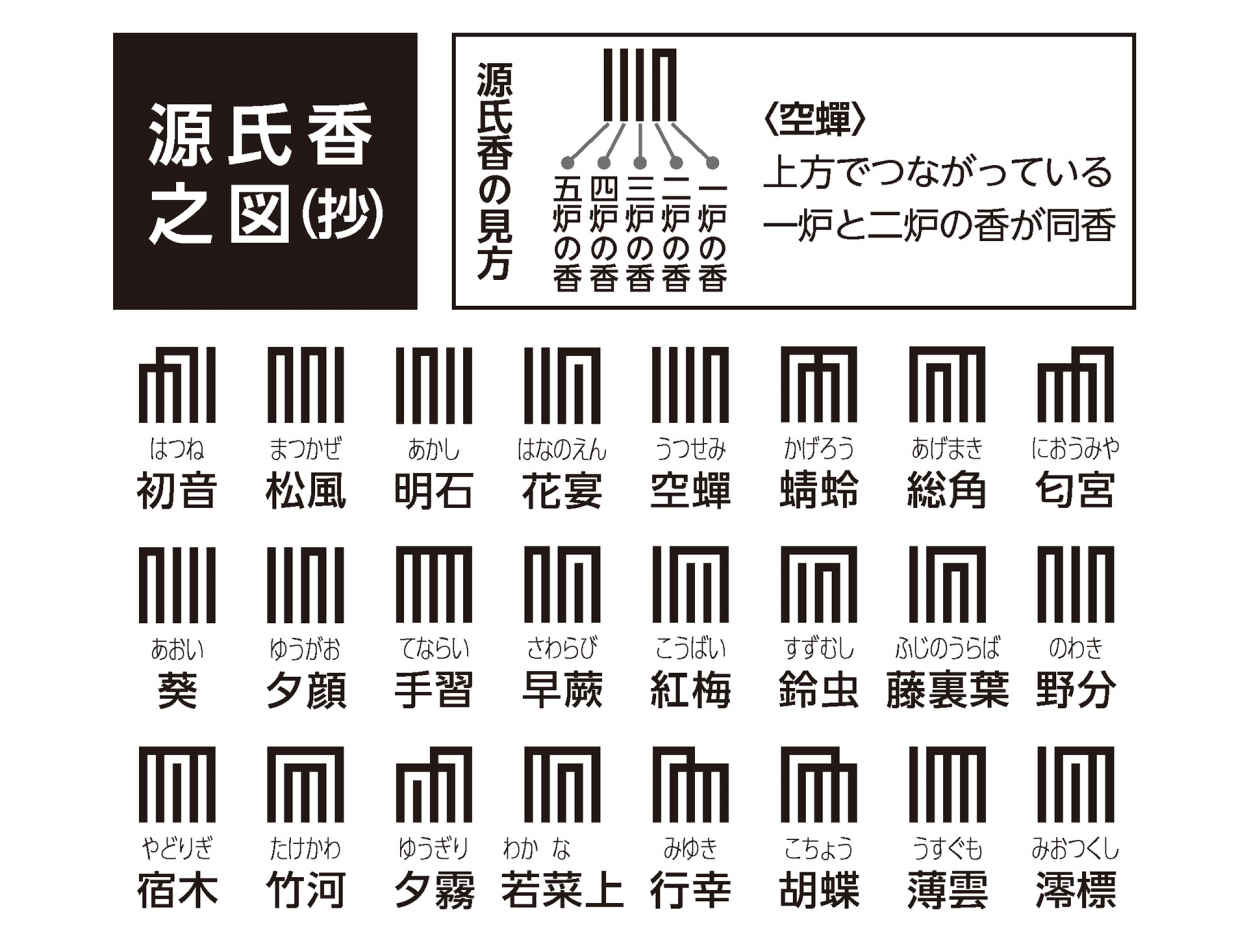 源氏香
之図(抄)
源氏香の見方
一炉の香
二炉の香
三炉の香
四炉の香
五炉の香
〈空蟬〉
上方でつながっている
一炉と二炉の香が同香
はつね まつかぜ あかし はなのえん うつせみ かげろう あげまき におうみや
初音 松風 明石 花宴 空蟬 蜻蛉 総角 匂宮
あおい ゆうがお てならい さわらび こうばい すずむし ふじのうらば のわき
葵 夕顔 手習 早蕨 紅梅 鈴虫 藤裏葉 野分
やどりぎ たけかわ ゆうぎり わか な みゆき こちょう うすぐも みおつくし
宿木 竹河 夕霧 若菜上 行幸 胡蝶 薄雲 澪標